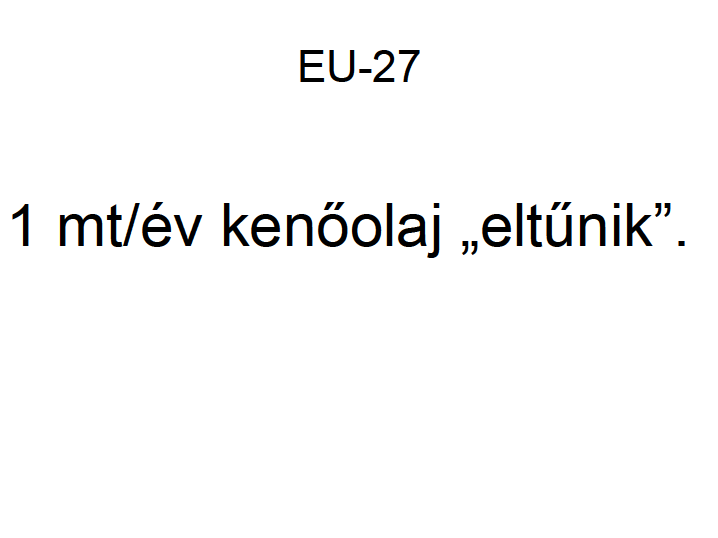 EU-27
1 mt/év kenőolaj „eltűnik”.